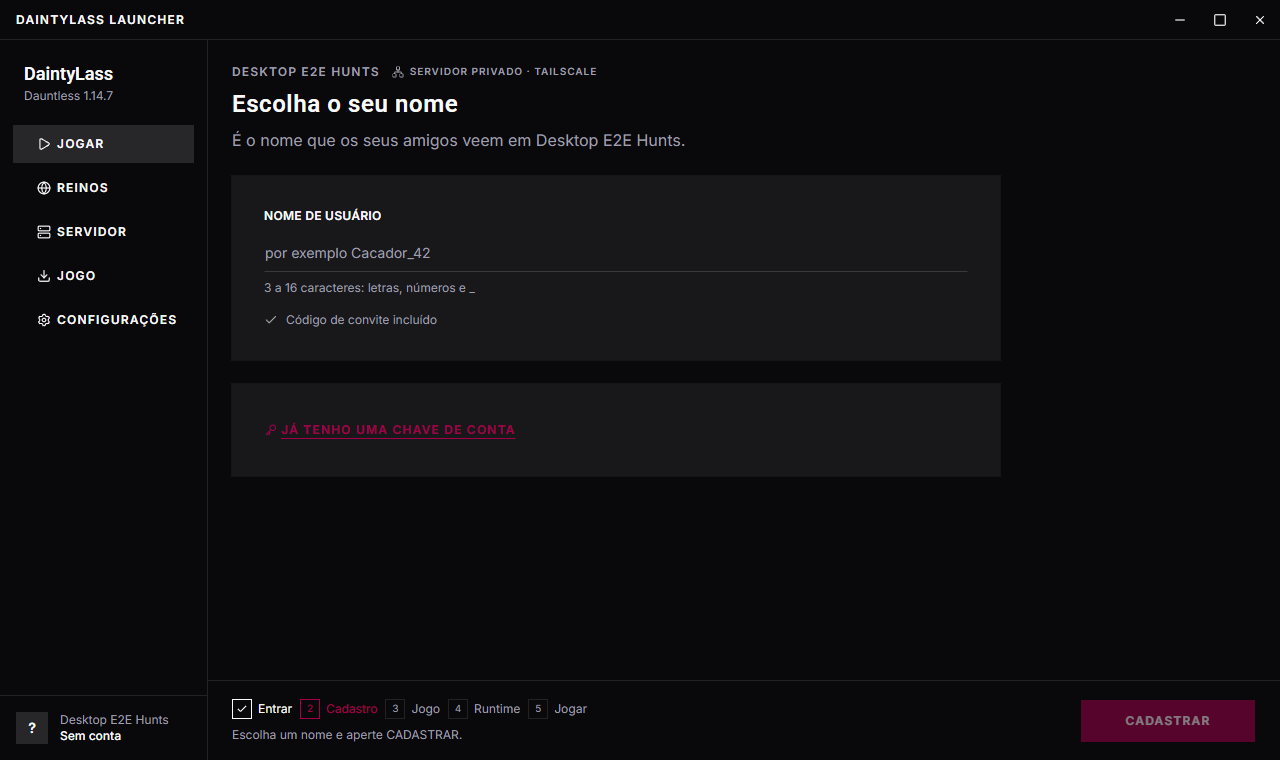 DAINTYLASS LAUNCHER
DaintyLass
Dauntless 1.14.7
JOGAR
REINOS
SERVIDOR
JOGO
CONFIGURAÇÕES
?
Desktop E2E Hunts
Sem conta
DESKTOP E2E HUNTS SERVIDOR PRIVADO · TAILSCALE
Escolha o seu nome
É o nome que os seus amigos veem em Desktop E2E Hunts.
NOME DE USUÁRIO
por exemplo Cacador_42
3 a 16 caracteres: letras, números e _
Código de convite incluído
JÁ TENHO UMA CHAVE DE CONTA
Entrar 2 Cadastro 3 Jogo 4 Runtime 5 Jogar
Escolha um nome e aperte CADASTRAR.
CADASTRAR